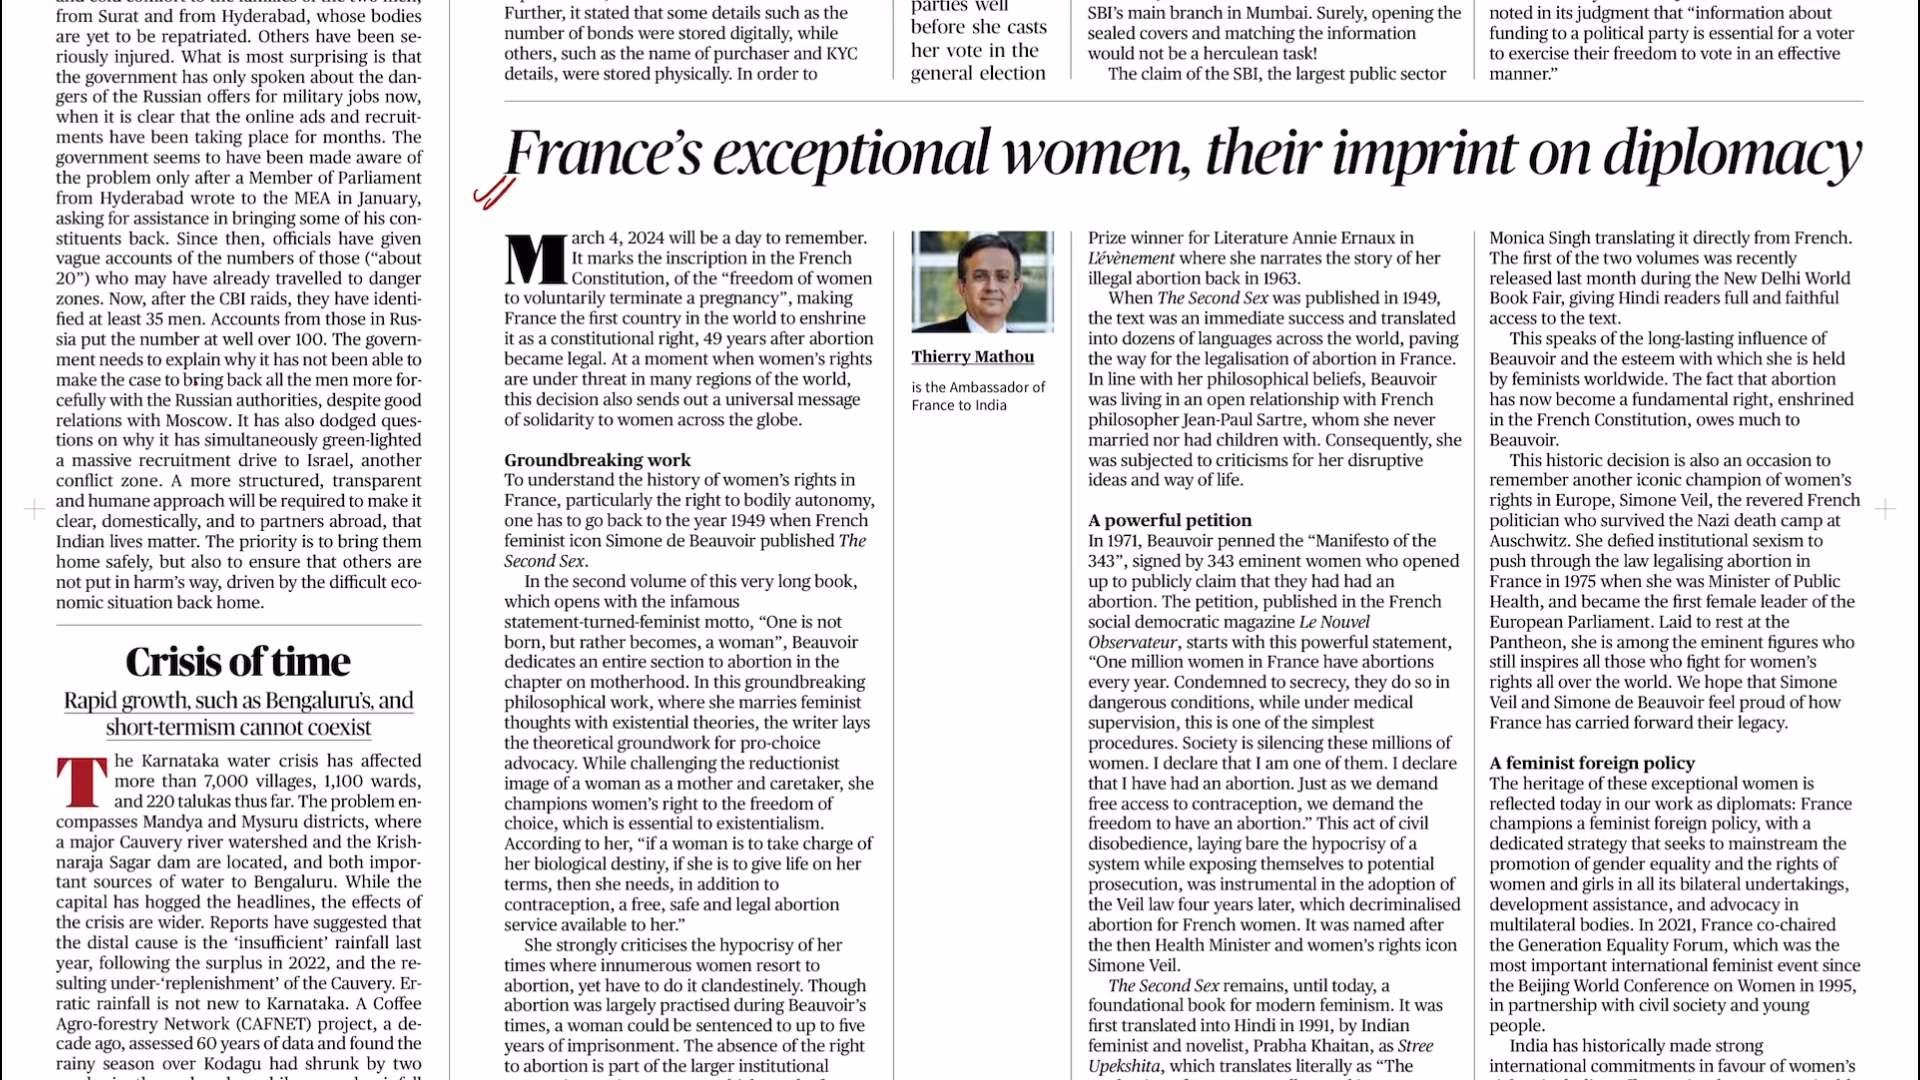 from Surat and from Hyderabad, whose bodies
are yet to be repatriated. Others have been se-
riously injured. What is most surprising is that
the government has only spoken about the dan-
gers of the Russian offers for military jobs now,
when it is clear that the online ads and recruit-
ments have been taking place for months. The
government seems to have been made aware of
the problem only after a Member of Parliament
from Hyderabad wrote to the MEA in January,
asking for assistance in bringing some of his con-
stituents back. Since then, officials have given
vague accounts of the numbers of those (“about
20”) who may have already travelled to danger
zones. Now, after the CBI raids, they have identi-
fied at least 35 men. Accounts from those in Rus-
sia put the number at well over 100. The govern-
ment needs to explain why it has not been able to
make the case to bring back all the men more for-
cefully with the Russian authorities, despite good
relations with Moscow. It has also dodged ques-
tions on why it has simultaneously green-lighted
a massive recruitment drive to Israel, another
conflict zone. A more structured, transparent
and humane approach will be required to make it
clear, domestically, and to partners abroad, that
Indian lives matter. The priority is to bring them
home safely, but also to ensure that others are
not put in harm’s way, driven by the difficult eco-
nomic situation back home.
Crisis of time
Rapid growth, such as Bengaluru’s, and
short-termism cannot coexist
The Karnataka water crisis has affected
more than 7,000 villages, 1,100 wards,
and 220 talukas thus far. The problem en-
compasses Mandya and Mysuru districts, where
a major Cauvery river watershed and the Krish-
naraja Sagar dam are located, and both impor-
tant sources of water to Bengaluru. While the
capital has hogged the headlines, the effects of
the crisis are wider. Reports have suggested that
the distal cause is the ‘insufficient’ rainfall last
year, following the surplus in 2022, and the re-
sulting under-‘replenishment’ of the Cauvery. Er-
ratic rainfall is not new to Karnataka. A Coffee
Agro-forestry Network (CAFNET) project, a de-
cade ago, assessed 60 years of data and found the
rainy season over Kodagu had shrunk by two
Further, it stated that some details such as the
number of bonds were stored digitally, while
others, such as the name of purchaser and KYC
details, were stored physically. In order to
parties well
before she casts
her vote in the
general election
SBI’s main branch in Mumbai. Surely, opening the
sealed covers and matching the information
would not be a herculean task!
The claim of the SBI, the largest public sector
noted in its judgment that “information about
funding to a political party is essential for a voter
to exercise their freedom to vote in an effective
manner.”
France’s exceptional women, their imprint on diplomacy
March 4, 2024 will be a day to remember.
It marks the inscription in the French
Constitution, of the “freedom of women
to voluntarily terminate a pregnancy”, making
France the first country in the world to enshrine
it as a constitutional right, 49 years after abortion
became legal. At a moment when women’s rights
are under threat in many regions of the world,
this decision also sends out a universal message
of solidarity to women across the globe.
Groundbreaking work
To understand the history of women’s rights in
France, particularly the right to bodily autonomy,
one has to go back to the year 1949 when French
feminist icon Simone de Beauvoir published The
Second Sex.
In the second volume of this very long book,
which opens with the infamous
statement-turned-feminist motto, “One is not
born, but rather becomes, a woman”, Beauvoir
dedicates an entire section to abortion in the
chapter on motherhood. In this groundbreaking
philosophical work, where she marries feminist
thoughts with existential theories, the writer lays
the theoretical groundwork for pro-choice
advocacy. While challenging the reductionist
image of a woman as a mother and caretaker, she
champions women’s right to the freedom of
choice, which is essential to existentialism.
According to her, “if a woman is to take charge of
her biological destiny, if she is to give life on her
terms, then she needs, in addition to
contraception, a free, safe and legal abortion
service available to her.”
She strongly criticises the hypocrisy of her
times where innumerous women resort to
abortion, yet have to do it clandestinely. Though
abortion was largely practised during Beauvoir’s
times, a woman could be sentenced to up to five
years of imprisonment. The absence of the right
to abortion is part of the larger institutional
Thierry Mathou
is the Ambassador of
France to India
Prize winner for Literature Annie Ernaux in
L’évènement where she narrates the story of her
illegal abortion back in 1963.
When The Second Sex was published in 1949,
the text was an immediate success and translated
into dozens of languages across the world, paving
the way for the legalisation of abortion in France.
In line with her philosophical beliefs, Beauvoir
was living in an open relationship with French
philosopher Jean-Paul Sartre, whom she never
married nor had children with. Consequently, she
was subjected to criticisms for her disruptive
ideas and way of life.
A powerful petition
In 1971, Beauvoir penned the “Manifesto of the
343”, signed by 343 eminent women who opened
up to publicly claim that they had had an
abortion. The petition, published in the French
social democratic magazine Le Nouvel
Observateur, starts with this powerful statement,
“One million women in France have abortions
every year. Condemned to secrecy, they do so in
dangerous conditions, while under medical
supervision, this is one of the simplest
procedures. Society is silencing these millions of
women. I declare that I am one of them. I declare
that I have had an abortion. Just as we demand
free access to contraception, we demand the
freedom to have an abortion.” This act of civil
disobedience, laying bare the hypocrisy of a
system while exposing themselves to potential
prosecution, was instrumental in the adoption of
the Veil law four years later, which decriminalised
abortion for French women. It was named after
the then Health Minister and women’s rights icon
Simone Veil.
The Second Sex remains, until today, a
foundational book for modern feminism. It was
first translated into Hindi in 1991, by Indian
feminist and novelist, Prabha Khaitan, as Stree
Upekshita, which translates literally as “The
Monica Singh translating it directly from French.
The first of the two volumes was recently
released last month during the New Delhi World
Book Fair, giving Hindi readers full and faithful
access to the text.
This speaks of the long-lasting influence of
Beauvoir and the esteem with which she is held
by feminists worldwide. The fact that abortion
has now become a fundamental right, enshrined
in the French Constitution, owes much to
Beauvoir.
This historic decision is also an occasion to
remember another iconic champion of women’s
rights in Europe, Simone Veil, the revered French
politician who survived the Nazi death camp at
Auschwitz. She defied institutional sexism to
push through the law legalising abortion in
France in 1975 when she was Minister of Public
Health, and became the first female leader of the
European Parliament. Laid to rest at the
Pantheon, she is among the eminent figures who
still inspires all those who fight for women’s
rights all over the world. We hope that Simone
Veil and Simone de Beauvoir feel proud of how
France has carried forward their legacy.
A feminist foreign policy
The heritage of these exceptional women is
reflected today in our work as diplomats: France
champions a feminist foreign policy, with a
dedicated strategy that seeks to mainstream the
promotion of gender equality and the rights of
women and girls in all its bilateral undertakings,
development assistance, and advocacy in
multilateral bodies. In 2021, France co-chaired
the Generation Equality Forum, which was the
most important international feminist event since
the Beijing World Conference on Women in 1995,
in partnership with civil society and young
people.
India has historically made strong
international commitments in favour of women’s